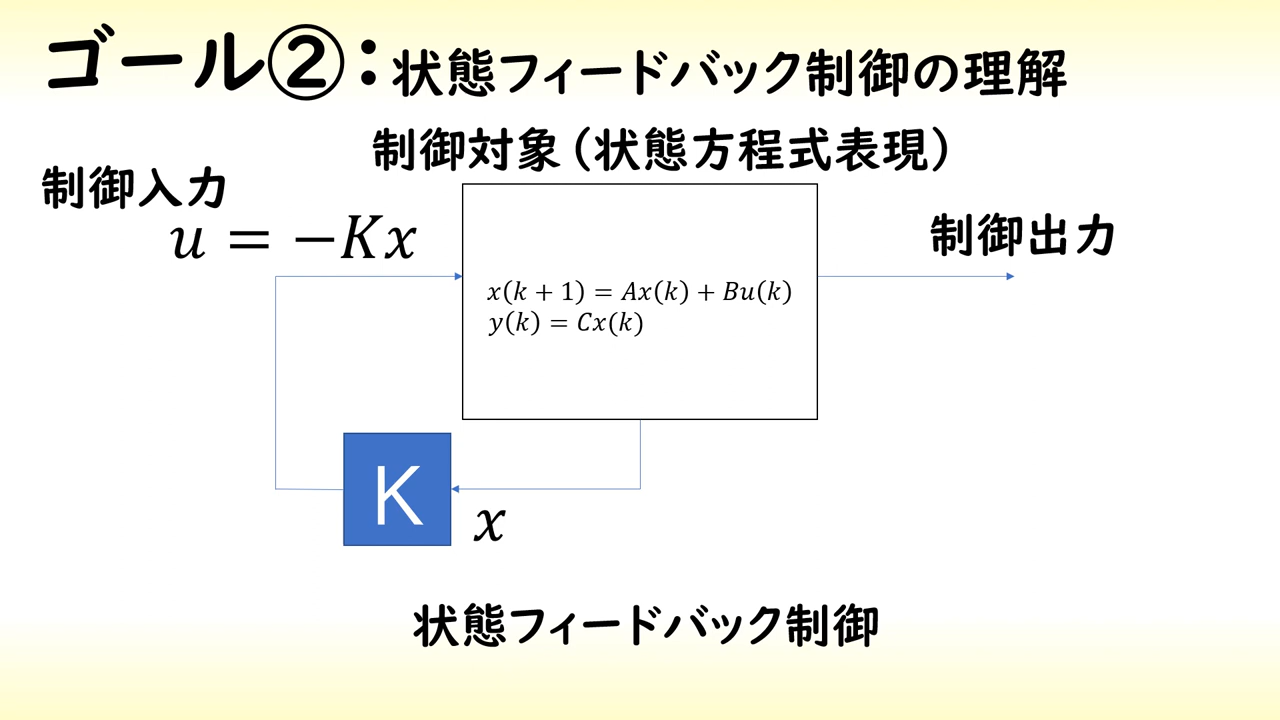 ゴール②：状態フィードバック制御の理解
制御対象（状態方程式表現）
制御入力
u = −Kx
制御出力
x(k + 1) = Ax(k) + Bu(k)
y(k) = Cx(k)
K
x
状態フィードバック制御